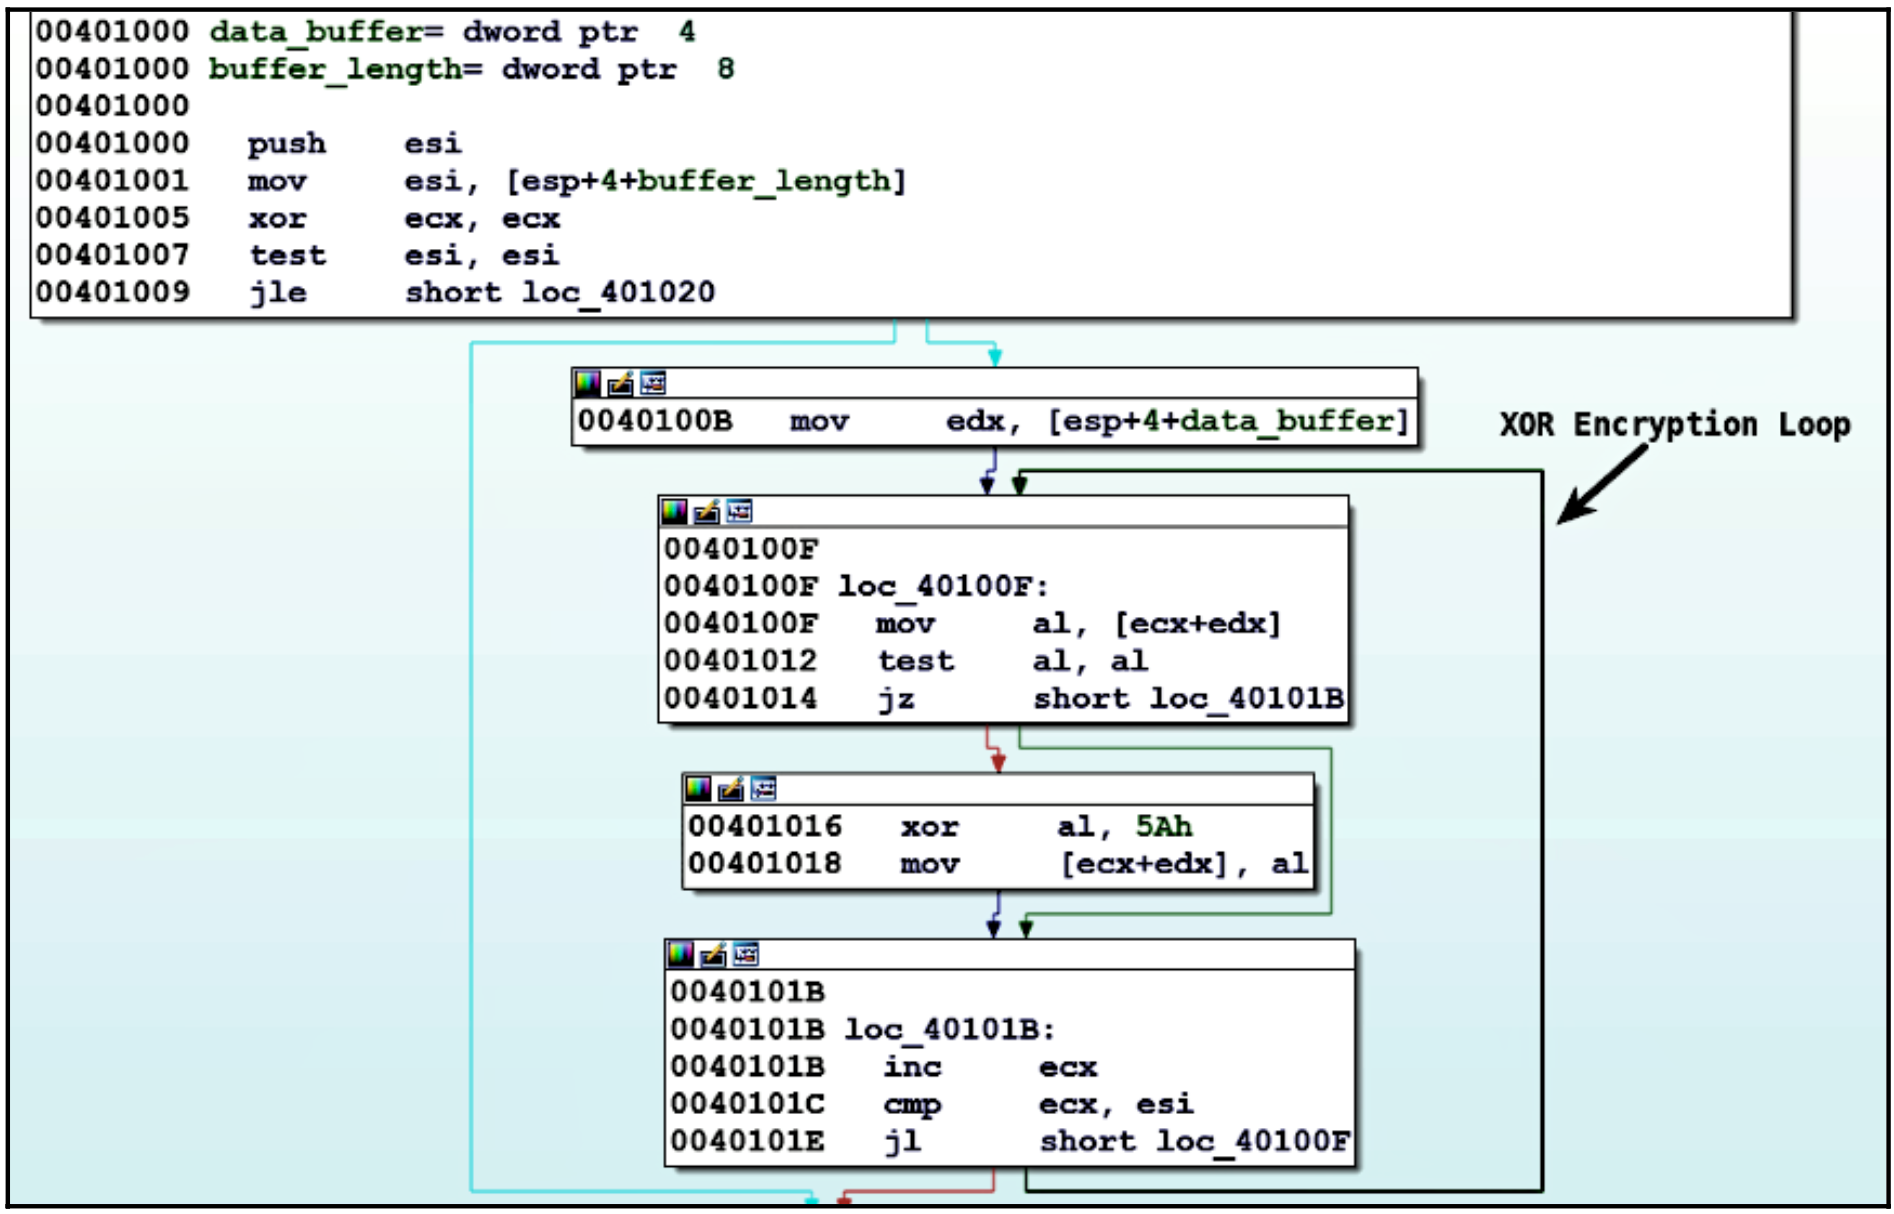 00401000 data_buffer= dword ptr  4
00401000 buffer_length= dword ptr  8
00401000
00401000 push esi
00401001 mov esi, [esp+4+buffer_length]
00401005 xor ecx, ecx
00401007 test esi, esi
00401009 jle short loc_401020
0040100B mov edx, [esp+4+data_buffer]
XOR Encryption Loop
0040100F
0040100F loc_40100F:
0040100F mov al, [ecx+edx]
00401012 test al, al
00401014 jz short loc_40101B
00401016 xor al, 5Ah
00401018 mov [ecx+edx], al
0040101B
0040101B loc_40101B:
0040101B inc ecx
0040101C cmp ecx, esi
0040101E jl short loc_40100F